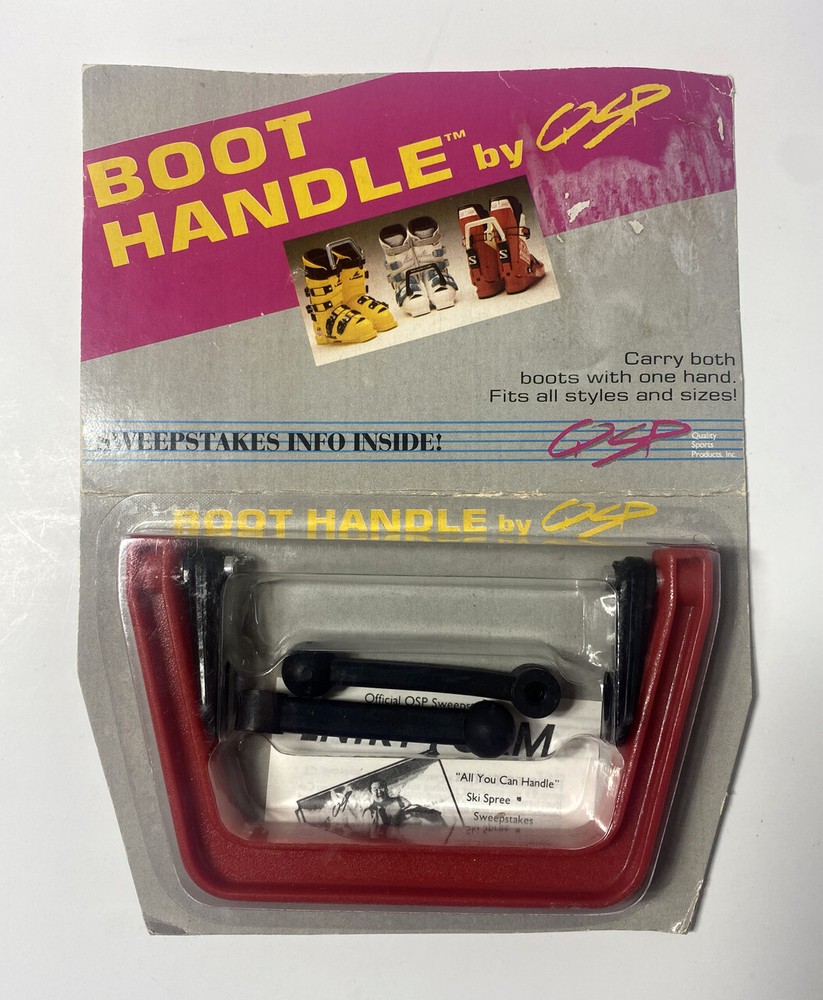 BOOT
HANDLE™ by QSP
Carry both
boots with one hand.
Fits all styles and sizes!
SWEEPSTAKES INFO INSIDE!
QSP
Quality
Sports
Products, Inc.
BOOT HANDLE by QSP
Official QSP
"All You Can Handle"
Ski Spree
Sweepstakes